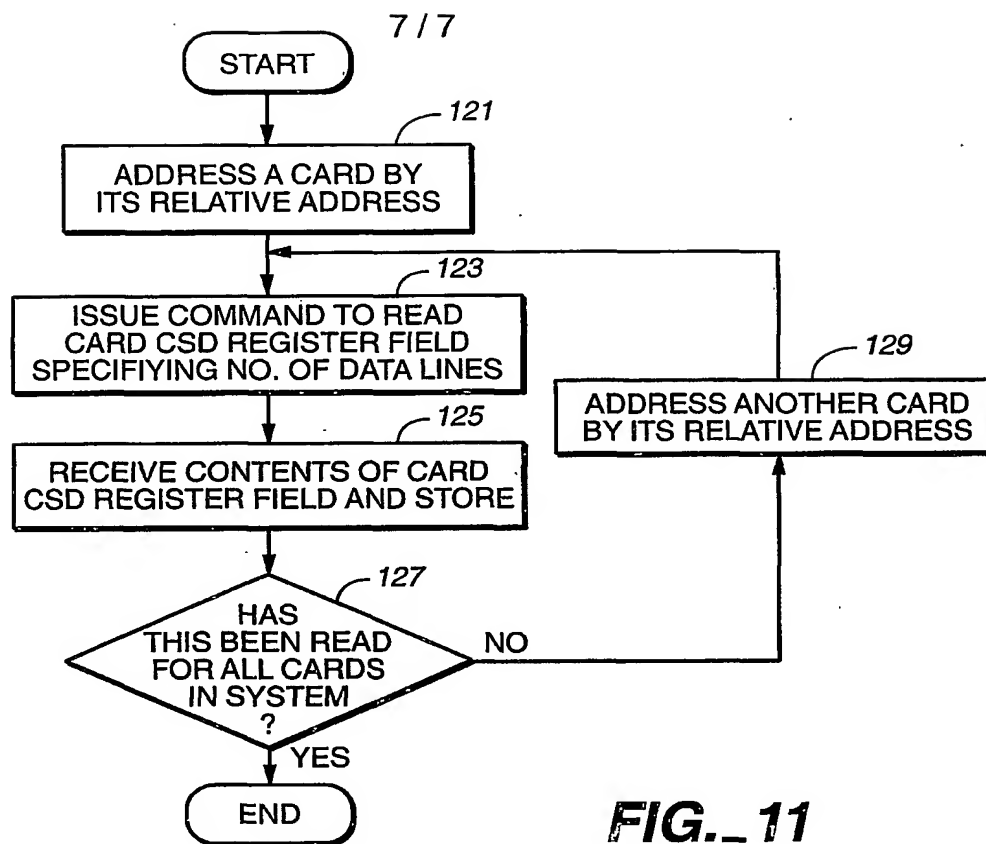 7 / 7
START
121
ADDRESS A CARD BY
ITS RELATIVE ADDRESS
123
ISSUE COMMAND TO READ
CARD CSD REGISTER FIELD
SPECIFIYING NO. OF DATA LINES
129
ADDRESS ANOTHER CARD
BY ITS RELATIVE ADDRESS
125
RECEIVE CONTENTS OF CARD
CSD REGISTER FIELD AND STORE
127
HAS
THIS BEEN READ
FOR ALL CARDS
IN SYSTEM
?
NO
YES
END
FIG._11